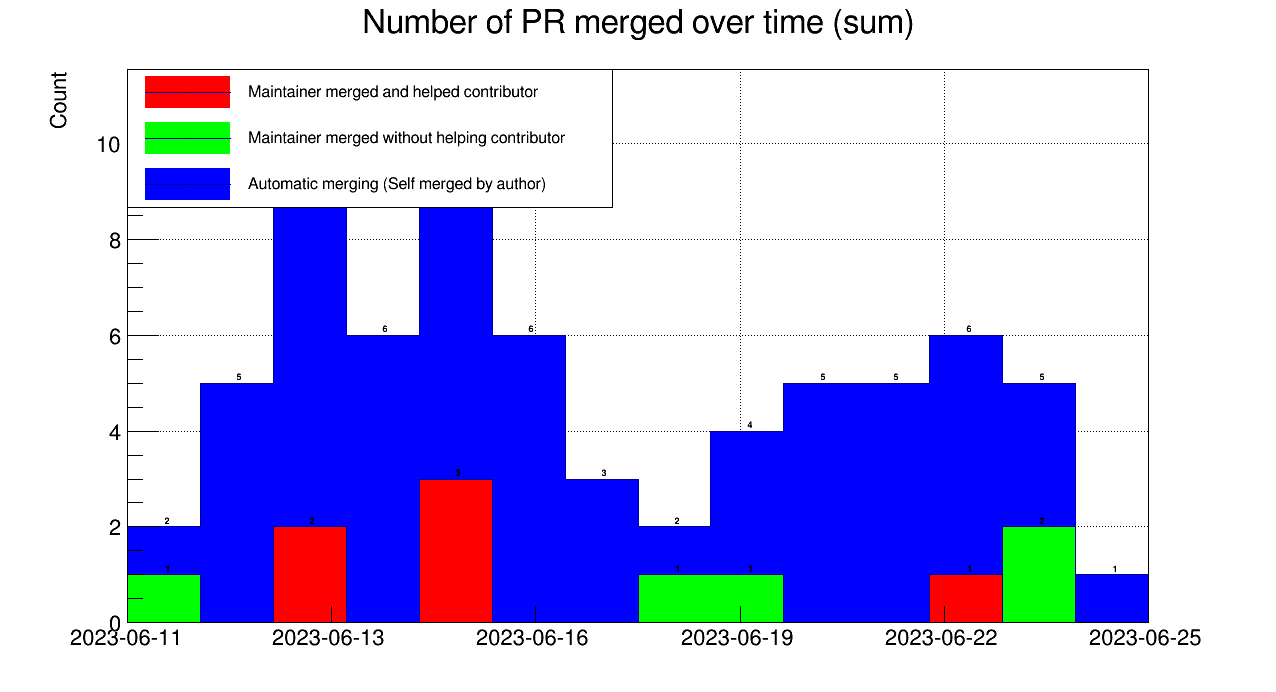 Number of PR merged over time (sum)
Count
Maintainer merged and helped contributor
Maintainer merged without helping contributor
Automatic merging (Self merged by author)
10
8
6
4
2
0
6 6 6
5 5 5 5
4
3 3
2 2 2 2
1 1 1 1 1
2023-06-11 2023-06-13 2023-06-16 2023-06-19 2023-06-22 2023-06-25